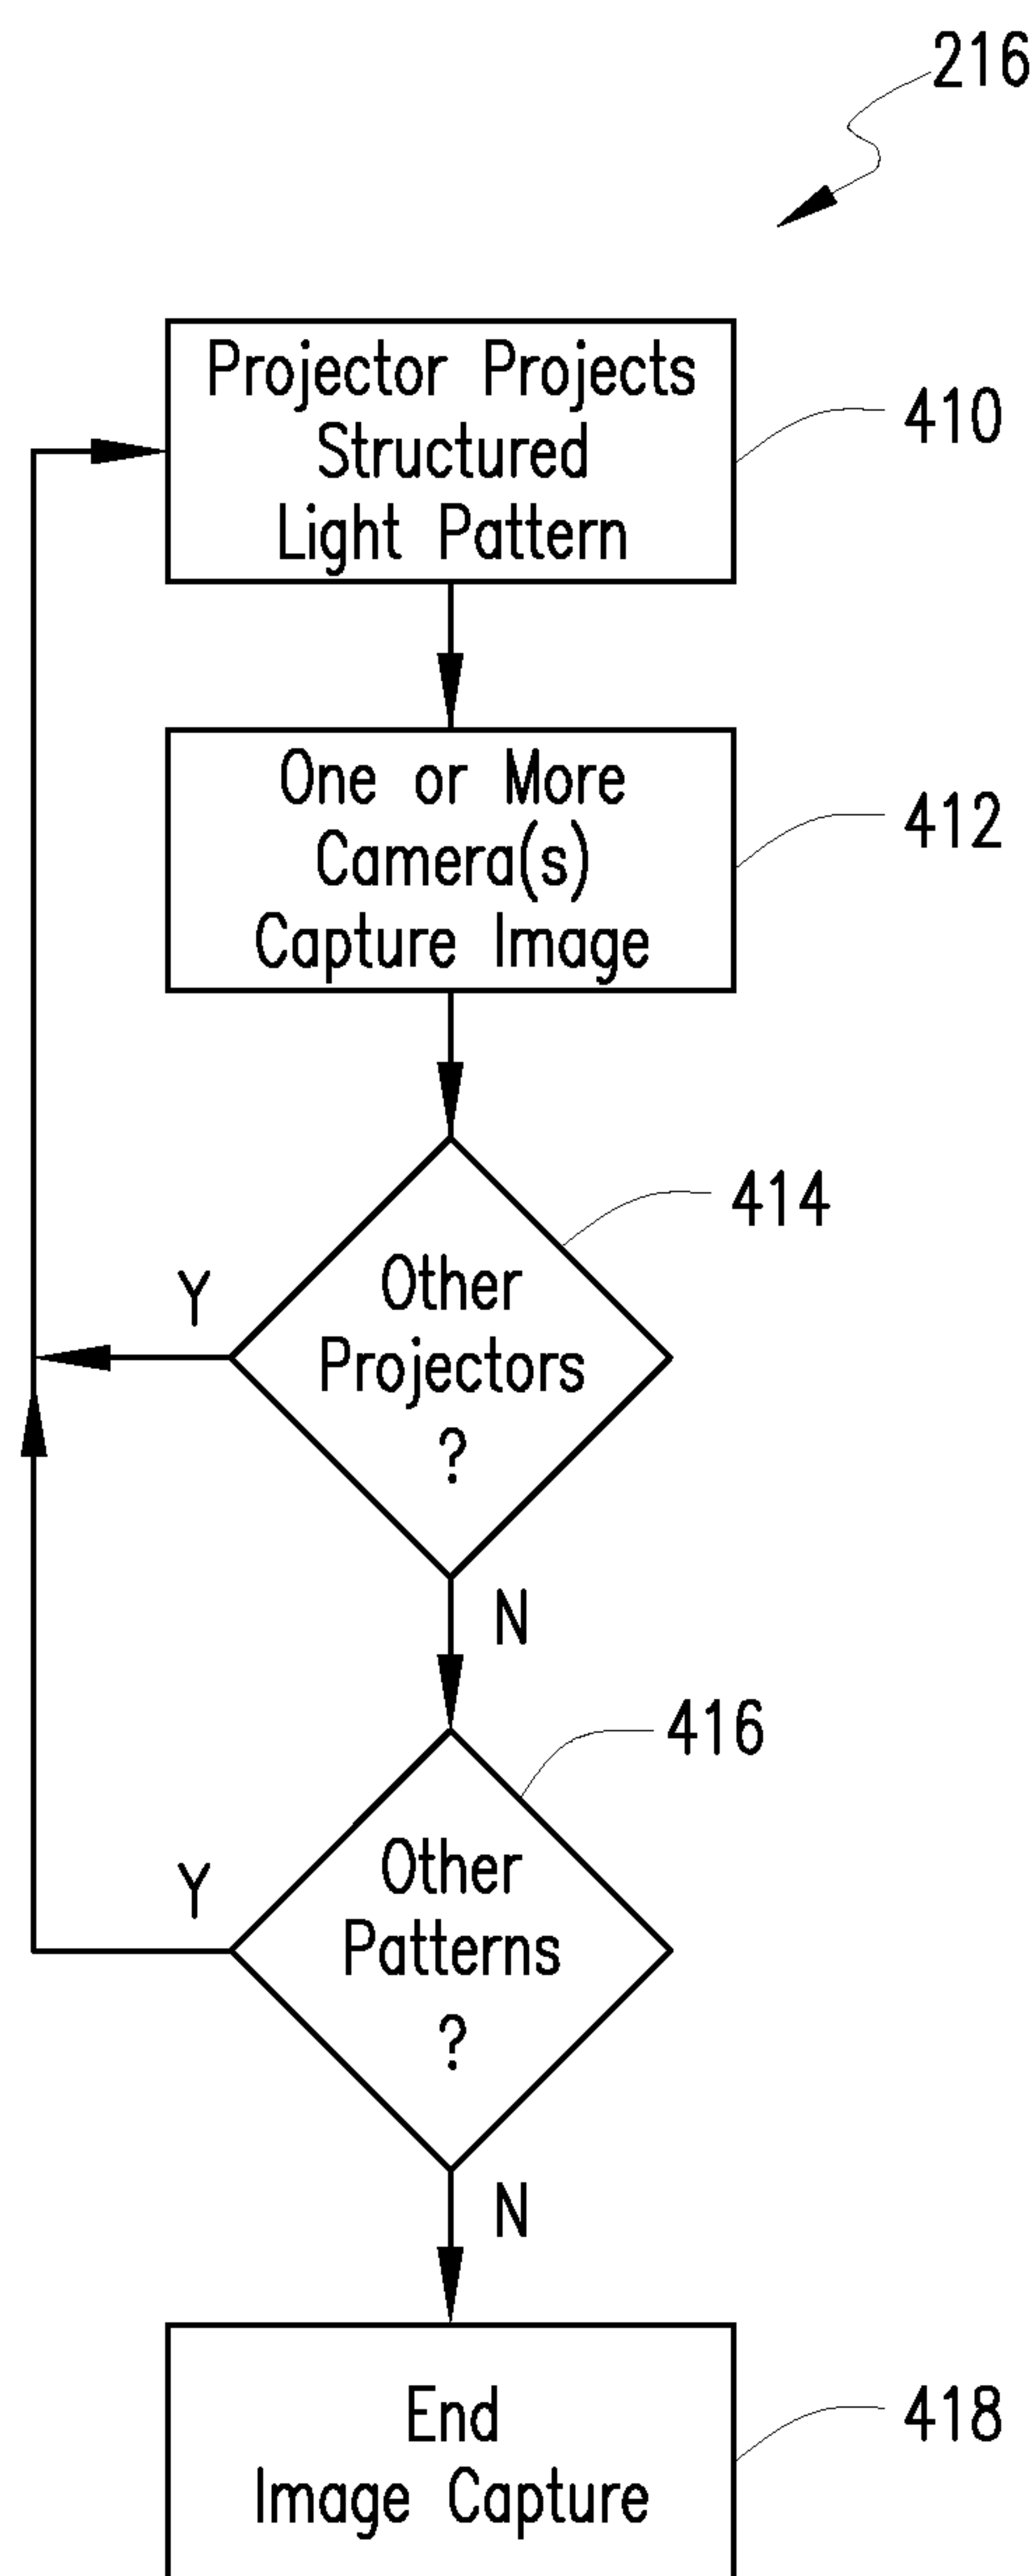 216
Projector Projects
Structured
Light Pattern
410
One or More
Camera(s)
Capture Image
412
414
Other
Projectors
?
Y
N
416
Other
Patterns
?
Y
N
End
Image Capture
418